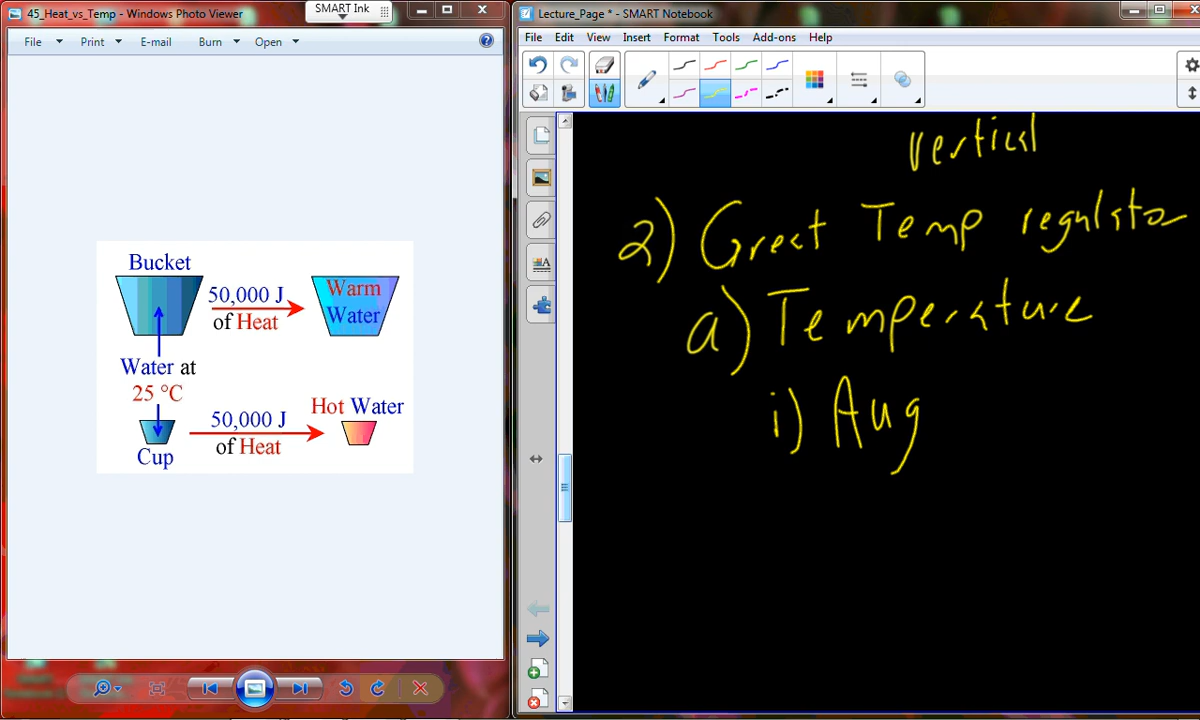 45_Heat_vs_Temp - Windows Photo Viewer
SMART Ink
File Print E-mail Burn Open
Bucket
50,000 J
of Heat
Warm
Water
Water at
25 °C
50,000 J
of Heat
Hot Water
Cup
Lecture_Page * - SMART Notebook
File Edit View Insert Format Tools Add-ons Help
vertical
2) Great Temp regulator
a) Temperature
i) Aug